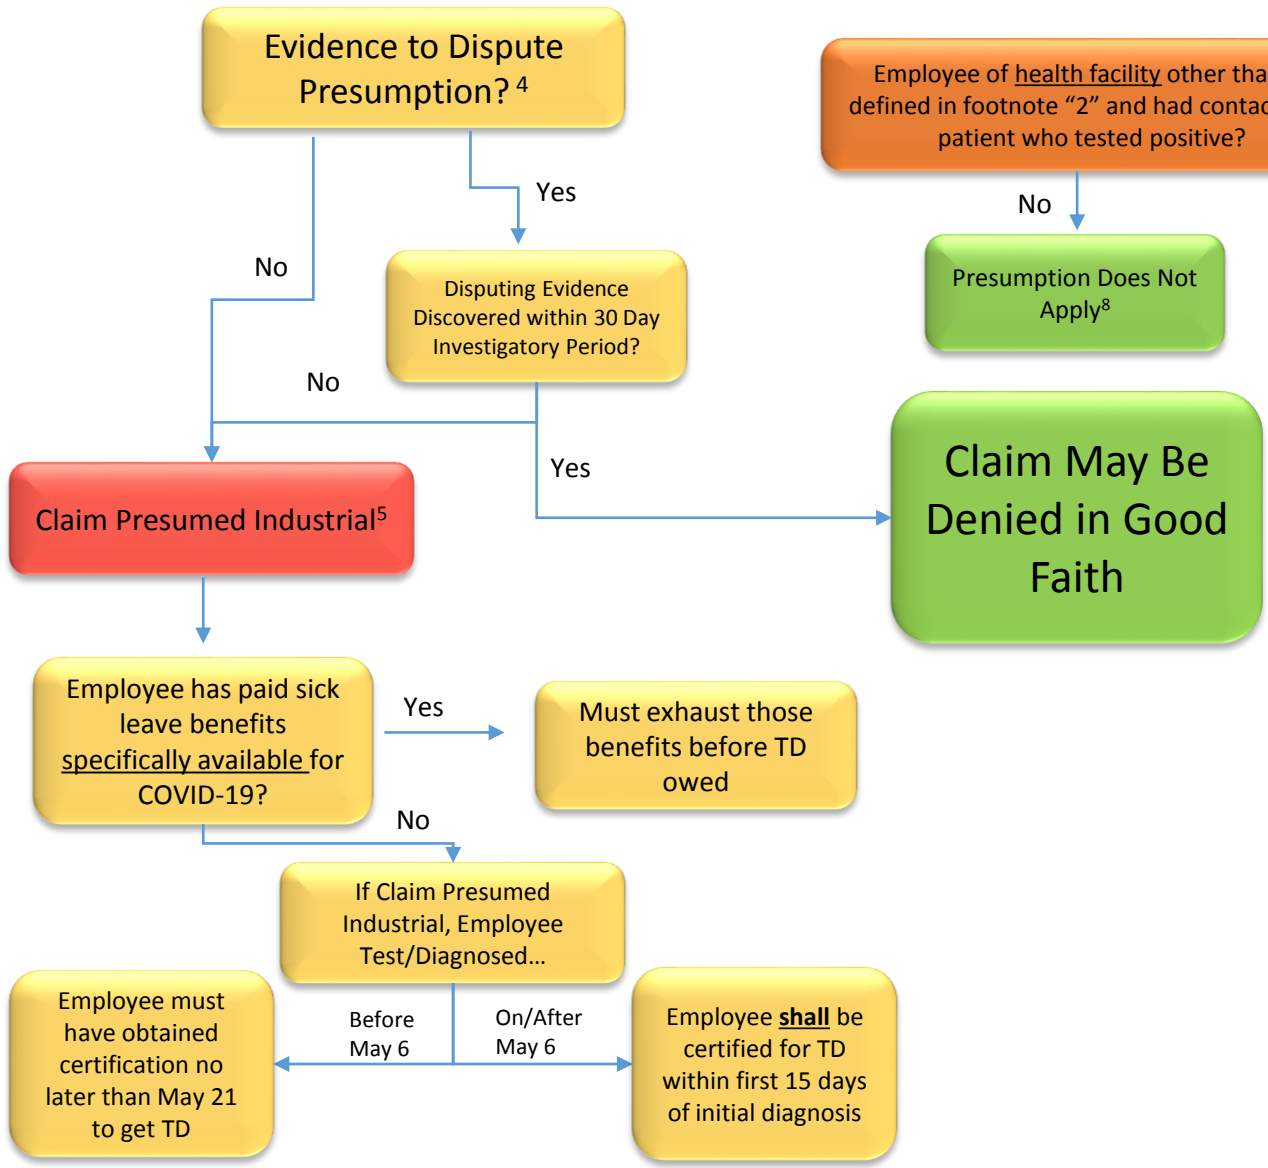 Evidence to Dispute
Presumption? 4
Employee of health facility other tha
defined in footnote “2” and had contac
patient who tested positive?
Yes
No
No
Disputing Evidence
Discovered within 30 Day
Investigatory Period?
Presumption Does Not
Apply8
No
Yes
Claim Presumed Industrial5
Claim May Be
Denied in Good
Faith
Employee has paid sick
leave benefits
specifically available for
COVID-19?
Yes
Must exhaust those
benefits before TD
owed
No
If Claim Presumed
Industrial, Employee
Test/Diagnosed…
Before
May 6
On/After
May 6
Employee must
have obtained
certification no
later than May 21
to get TD
Employee shall be
certified for TD
within first 15 days
of initial diagnosis